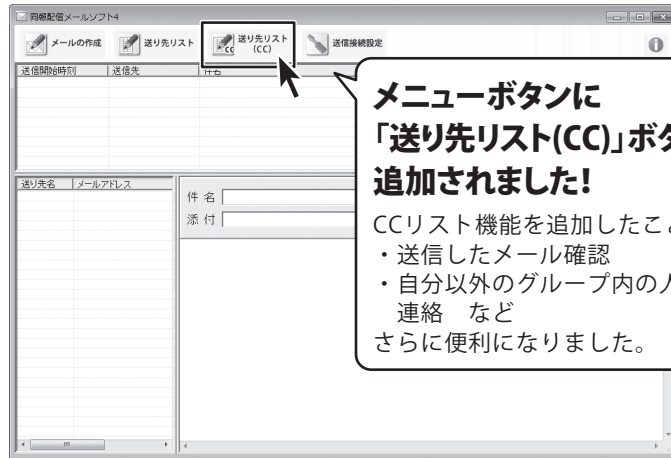 同報配信メールソフト4
メールの作成
送り先リスト
送り先リスト
(CC)
送信接続設定
送信開始時刻
送信先
件名
メニューボタンに
「送り先リスト(CC)」ボタ
追加されました!
CCリスト機能を追加したこ
・送信したメール確認
・自分以外のグループ内の人
連絡 など
さらに便利になりました。
送り先名
メールアドレス
件 名
添 付